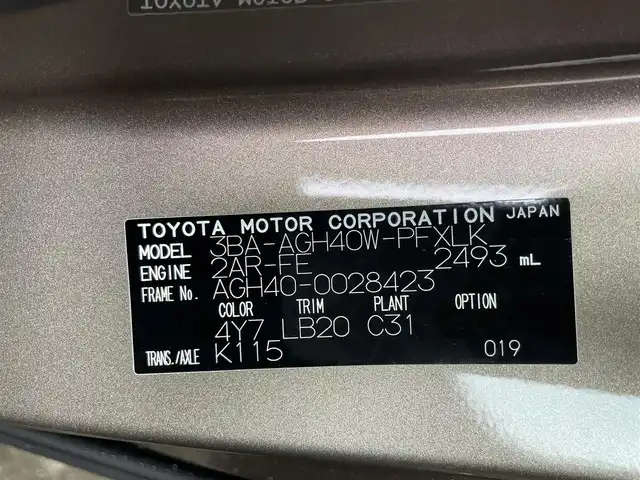 TOYOTA MOTOR CORPORATION JAPAN
MODEL 3BA-AGH40W-PFXLK
ENGINE 2AR-FE 2493 mL
FRAME No. AGH40-0028423
COLOR TRIM PLANT OPTION
4Y7 LB20 C31
TRANS./AXLE K115 019